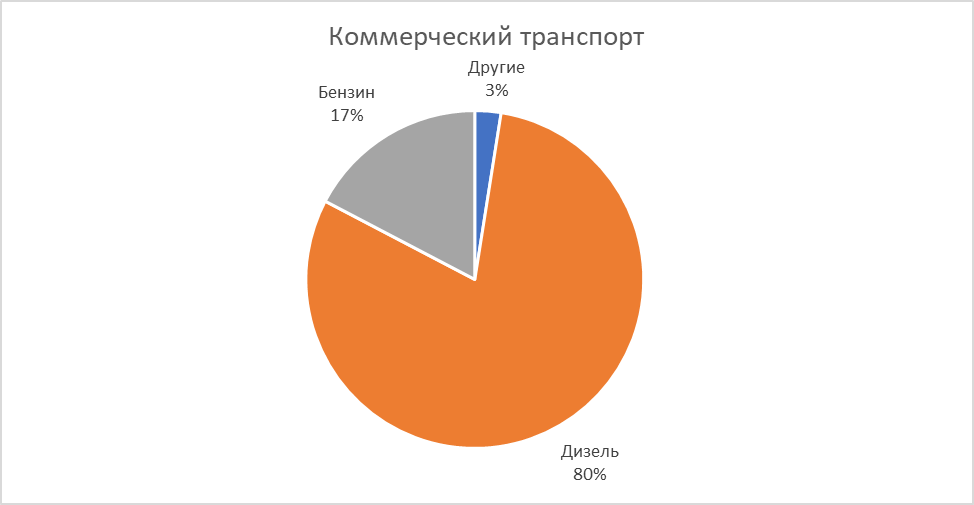 Коммерческий транспорт
Другие
3%
Бензин
17%
Дизель
80%